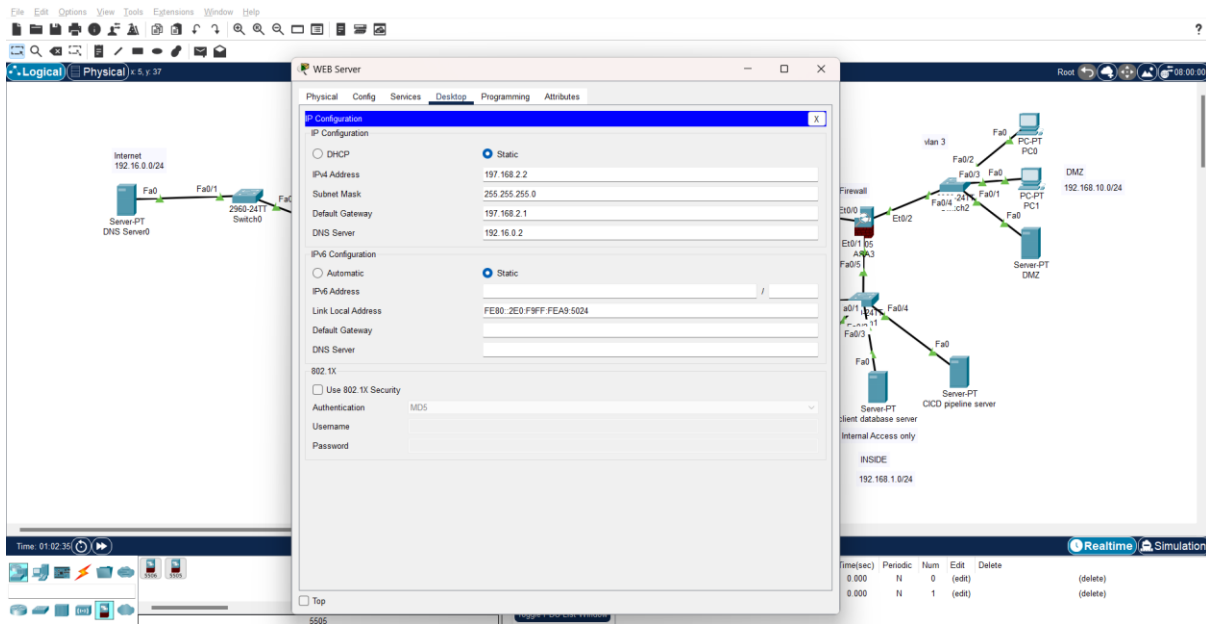 File Edit Options View Tools Extensions Window Help
?
Logical Physical x: 5, y: 37
Root 08:00:00
WEB Server
Physical Config Services Desktop Programming Attributes
IP Configuration X
IP Configuration
DHCP Static
IPv4 Address 197.168.2.2
Subnet Mask 255.255.255.0
Default Gateway 197.168.2.1
DNS Server 192.16.0.2
IPv6 Configuration
Automatic Static
IPv6 Address /
Link Local Address FE80::2E0:F9FF:FEA9:5024
Default Gateway
DNS Server
802.1X
Use 802.1X Security
Authentication MD5
Username
Password
Top
Internet
192.16.0.0/24
Fa0 Fa0/1
Server-PT
DNS Server0
2960-24TT
Switch0
vlan 3
Fa0
PC-PT
PC0
Fa0/2
Fa0/3 Fa0
Fa0/1
Fa0/4
PC-PT
PC1
DMZ
192.168.10.0/24
Fa0
Server-PT
DMZ
Firewall
Et0/0
Et0/2
Et0/1
Fa0/5
Fa0/4
Fa0/3
Fa0
Fa0
Server-PT
client database server
Server-PT
CICD pipeline server
Internal Access only
INSIDE
192.168.1.0/24
Time: 01:02:35
Realtime Simulation
5506 5505
5505
Time(sec) Periodic Num Edit Delete
0.000 N 0 (edit) (delete)
0.000 N 1 (edit) (delete)